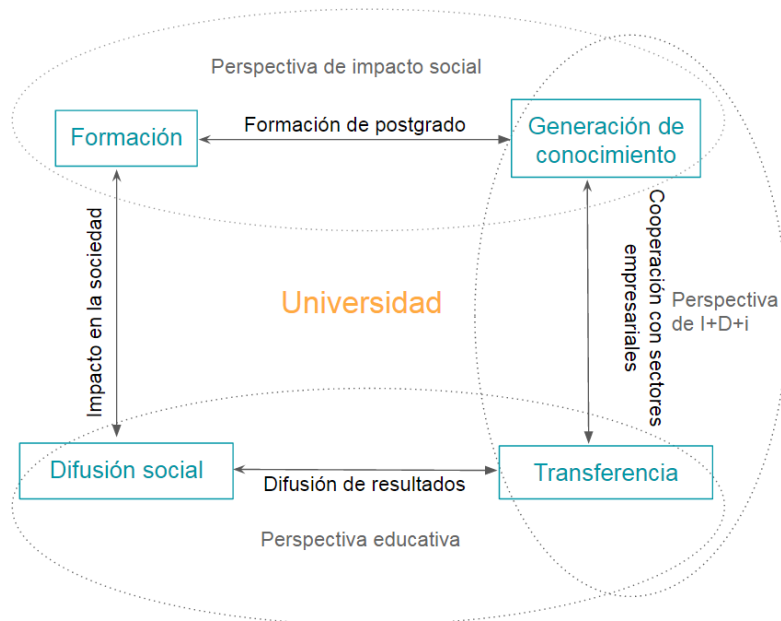 Perspectiva de impacto social
Formación
Formación de postgrado
Generación de
conocimiento
Impacto en la sociedad
Universidad
Cooperación con sectores
empresariales
Perspectiva
de I+D+i
Difusión social
Difusión de resultados
Transferencia
Perspectiva educativa